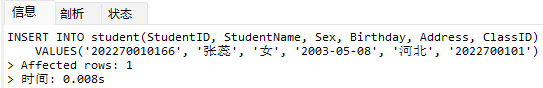 信息 剖析 状态
INSERT INTO student(StudentID, StudentName, Sex, Birthday, Address, ClassID)
VALUES('202270010166', '张蕊', '女', '2003-05-08', '河北', '2022700101')
> Affected rows: 1
> 时间: 0.008s